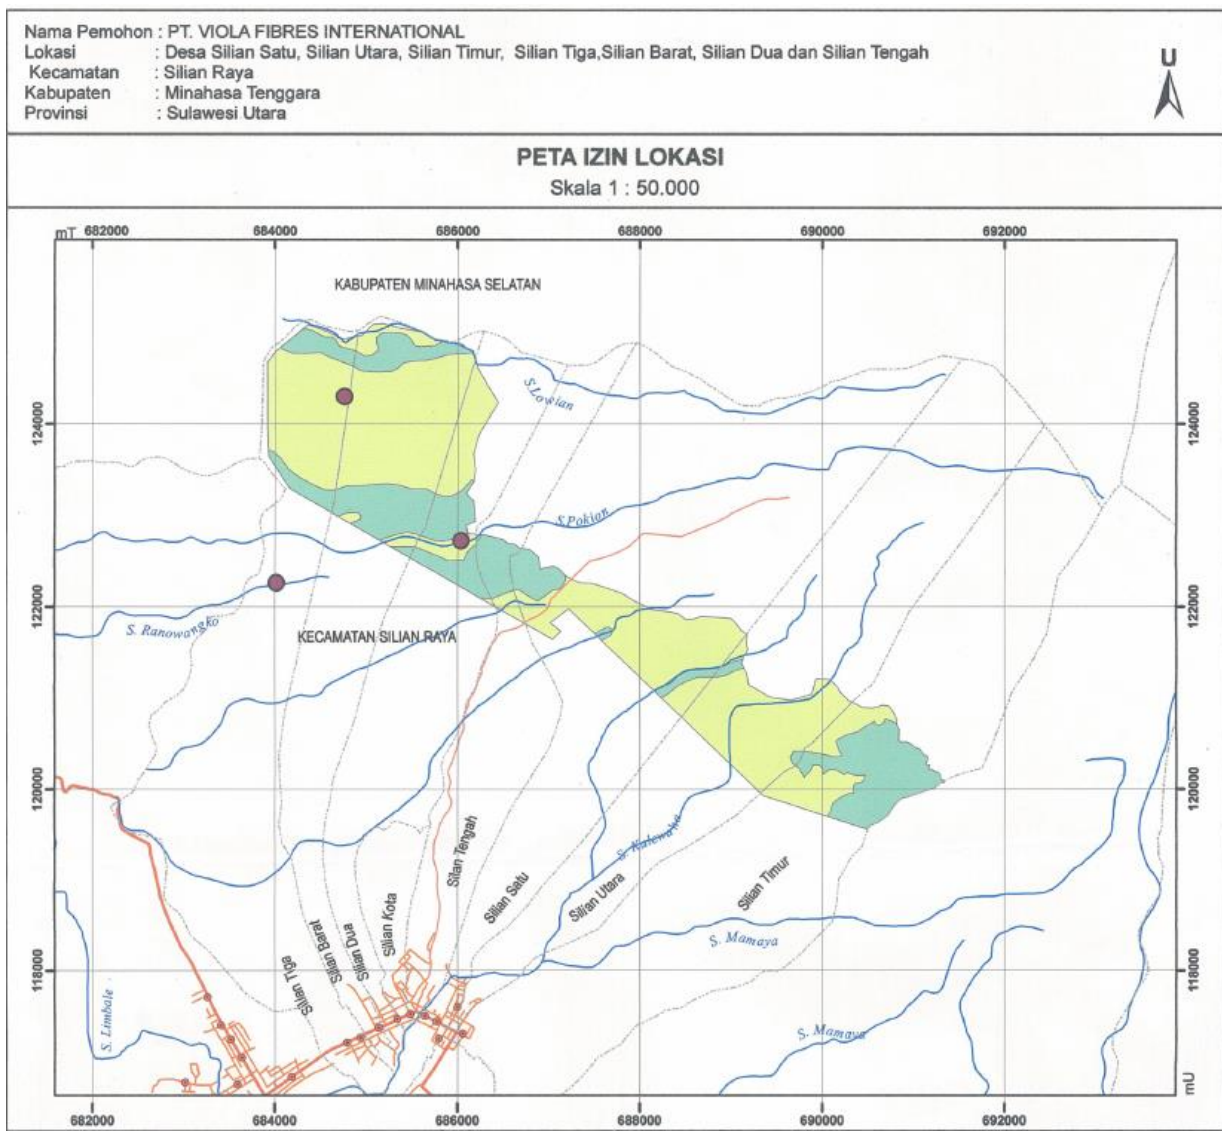 Nama Pemohon : PT. VIOLA FIBRES INTERNATIONAL
Lokasi : Desa Silian Satu, Silian Utara, Silian Timur, Silian Tiga,Silian Barat, Silian Dua dan Silian Tengah
Kecamatan : Silian Raya
Kabupaten : Minahasa Tenggara
Provinsi : Sulawesi Utara
U
PETA IZIN LOKASI
Skala 1 : 50.000
mT 682000 684000 686000 688000 690000 692000
KABUPATEN MINAHASA SELATAN
S.Lowian
124000 124000
S.Pokian
122000 122000
S. Ranowangko
KECAMATAN SILIAN RAYA
120000 120000
S. Kalewaha
Silan Tengah
Silian Satu
Silian Utara
Silian Timur
Silian Kota
Silian Dua
Silian Barat
Silian Tiga
S. Mamaya
118000 118000
S. Limbale
S. Mamaya
mU
682000 684000 686000 688000 690000 692000